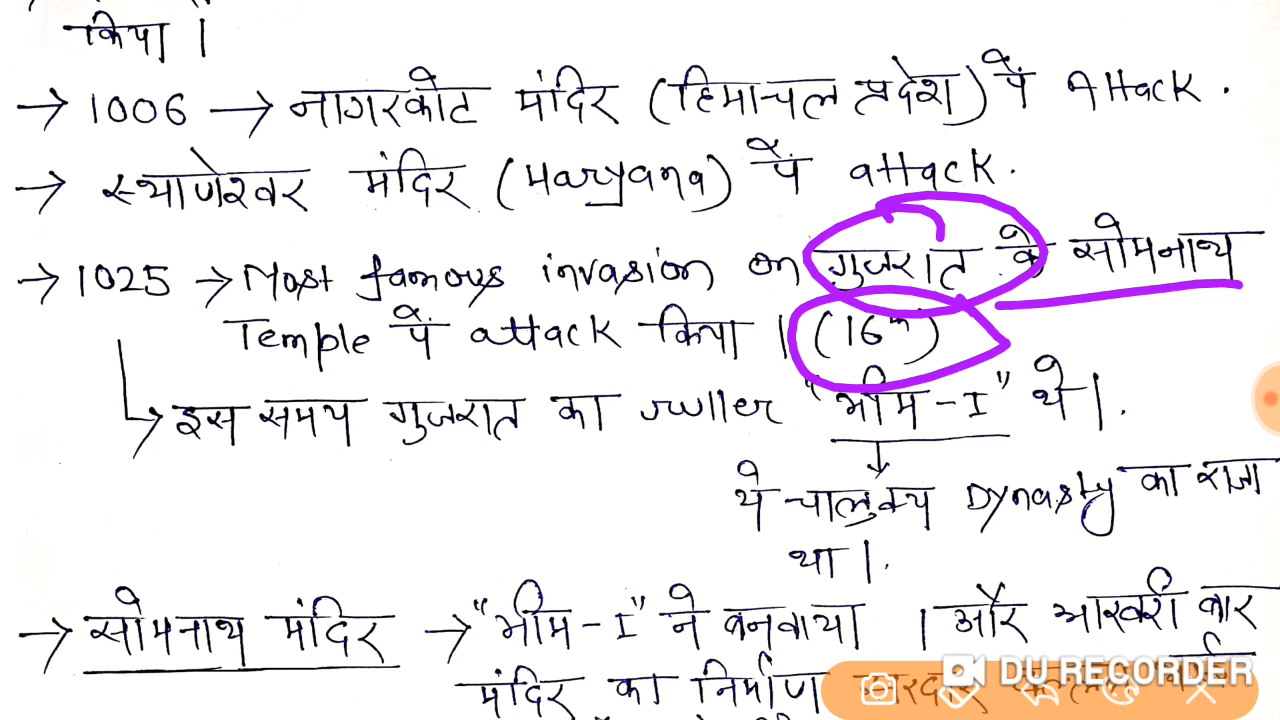 किया।
→ 1006 → नागरकोट मंदिर (हिमाचल प्रदेश) पे Attack.
→ स्थाणेश्वर मंदिर (Haryana) पे attack.
→ 1025 → Most famous invasion on गुजरात के सोमनाथ
Temple पे attack किया। (16th)
→ इस समय गुजरात का ruller "भीम-I" थे।.
ये चालुक्य Dynasty का राजा
था।.
→ सोमनाथ मंदिर → "भीम-I" ने बनवाया। और आखरी बार
मंदिर का निर्माण
DU RECORDER